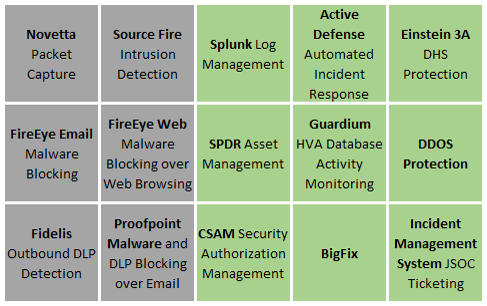 Novetta
Packet
Capture
Source Fire
Intrusion
Detection
Splunk Log
Management
Active
Defense
Automated
Incident
Response
Einstein 3A
DHS
Protection
FireEye Email
Malware
Blocking
FireEye Web
Malware
Blocking over
Web Browsing
SPDR Asset
Management
Guardium
HVA Database
Activity
Monitoring
DDOS
Protection
Fidelis
Outbound DLP
Detection
Proofpoint
Malware and
DLP Blocking
over Email
CSAM Security
Authorization
Management
BigFix
Incident
Management
System JSOC
Ticketing